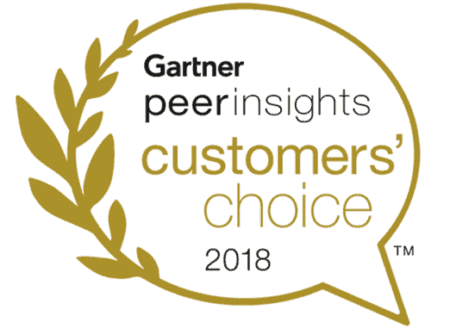 Gartner
peerinsights
customers’
choice
2018
™